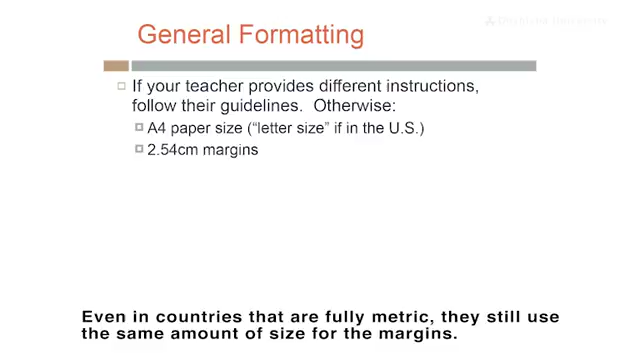 General Formatting
If your teacher provides different instructions,
follow their guidelines.  Otherwise:
A4 paper size (“letter size” if in the U.S.)
2.54cm margins
Even in countries that are fully metric, they still use
the same amount of size for the margins.